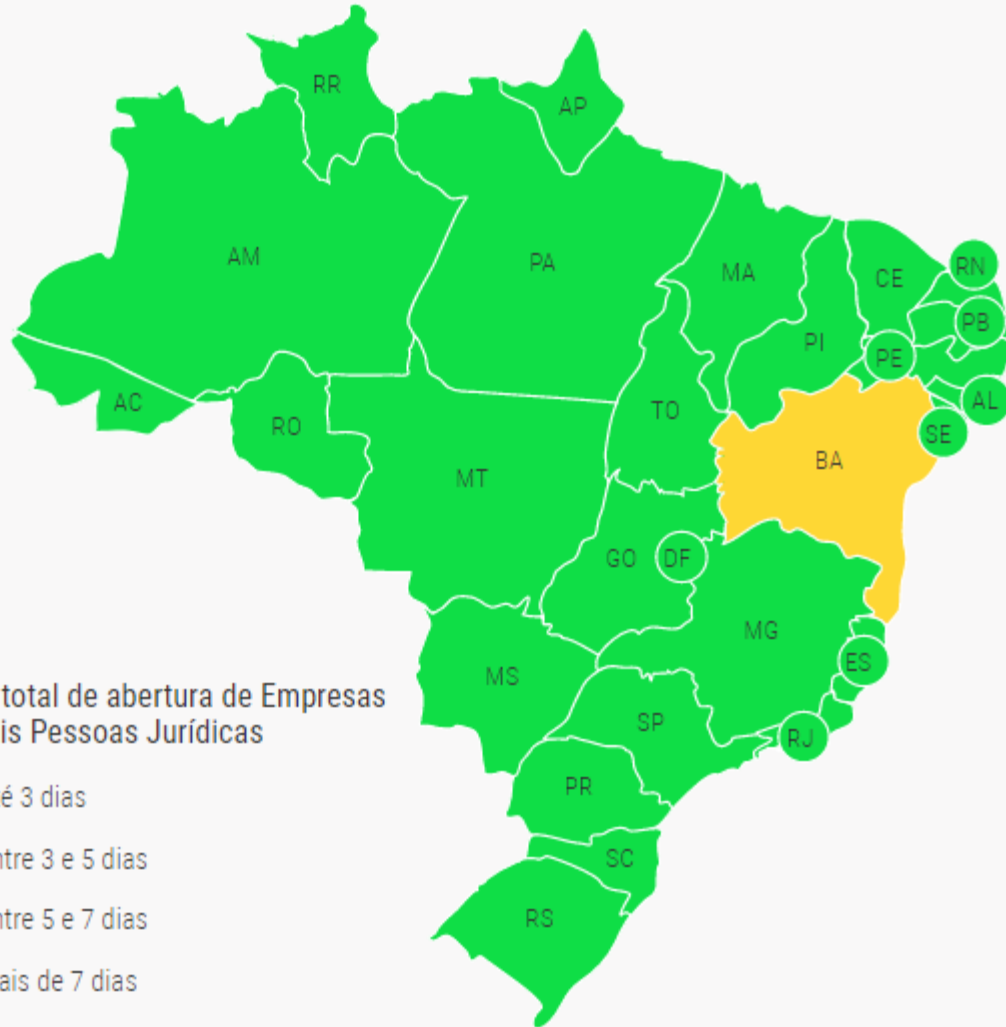 RR
AP
AM
PA
MA
CE
RN
PB
PI
PE
AC
RO
TO
AL
SE
MT
BA
GO
DF
MG
ES
MS
SP
RJ
PR
SC
RS
total de abertura de Empresas
is Pessoas Jurídicas
é 3 dias
ntre 3 e 5 dias
ntre 5 e 7 dias
ais de 7 dias